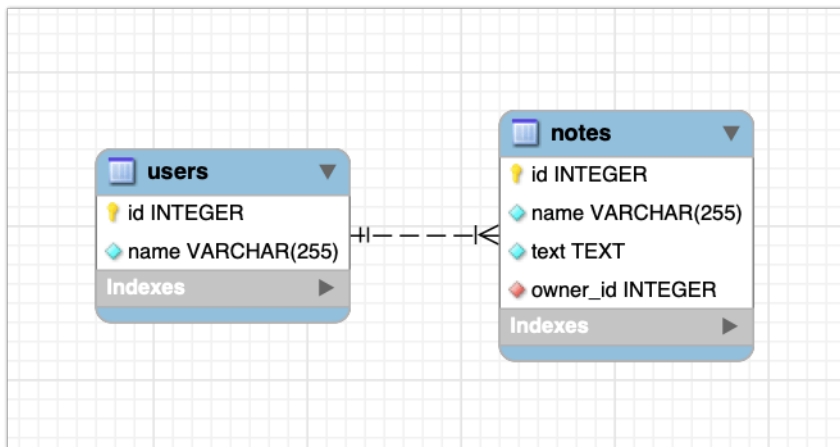 users
id INTEGER
name VARCHAR(255)
Indexes
notes
id INTEGER
name VARCHAR(255)
text TEXT
owner_id INTEGER
Indexes